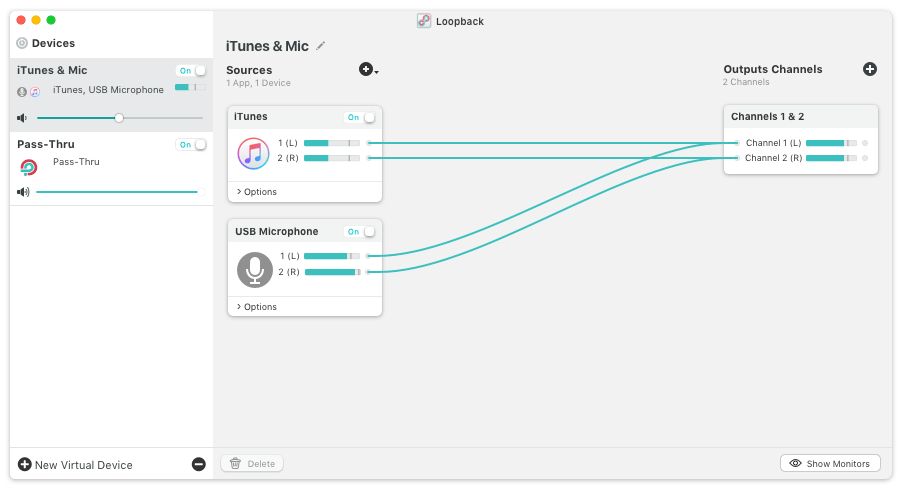 Loopback
Devices
iTunes & Mic
On
iTunes, USB Microphone
Pass-Thru
On
Pass-Thru
New Virtual Device
iTunes & Mic
Sources
1 App, 1 Device
iTunes
On
1 (L)
2 (R)
> Options
USB Microphone
On
1 (L)
2 (R)
> Options
Outputs Channels
2 Channels
Channels 1 & 2
Channel 1 (L)
Channel 2 (R)
Delete
Show Monitors